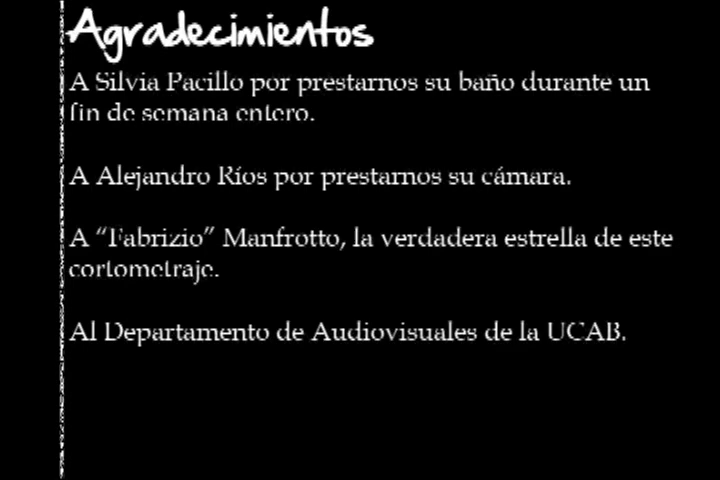 Agradecimientos
A Silvia Pacillo por prestarnos su baño durante un
fin de semana entero.
A Alejandro Ríos por prestarnos su cámara.
A “Fabrizio” Manfrotto, la verdadera estrella de este
cortometraje.
Al Departamento de Audiovisuales de la UCAB.